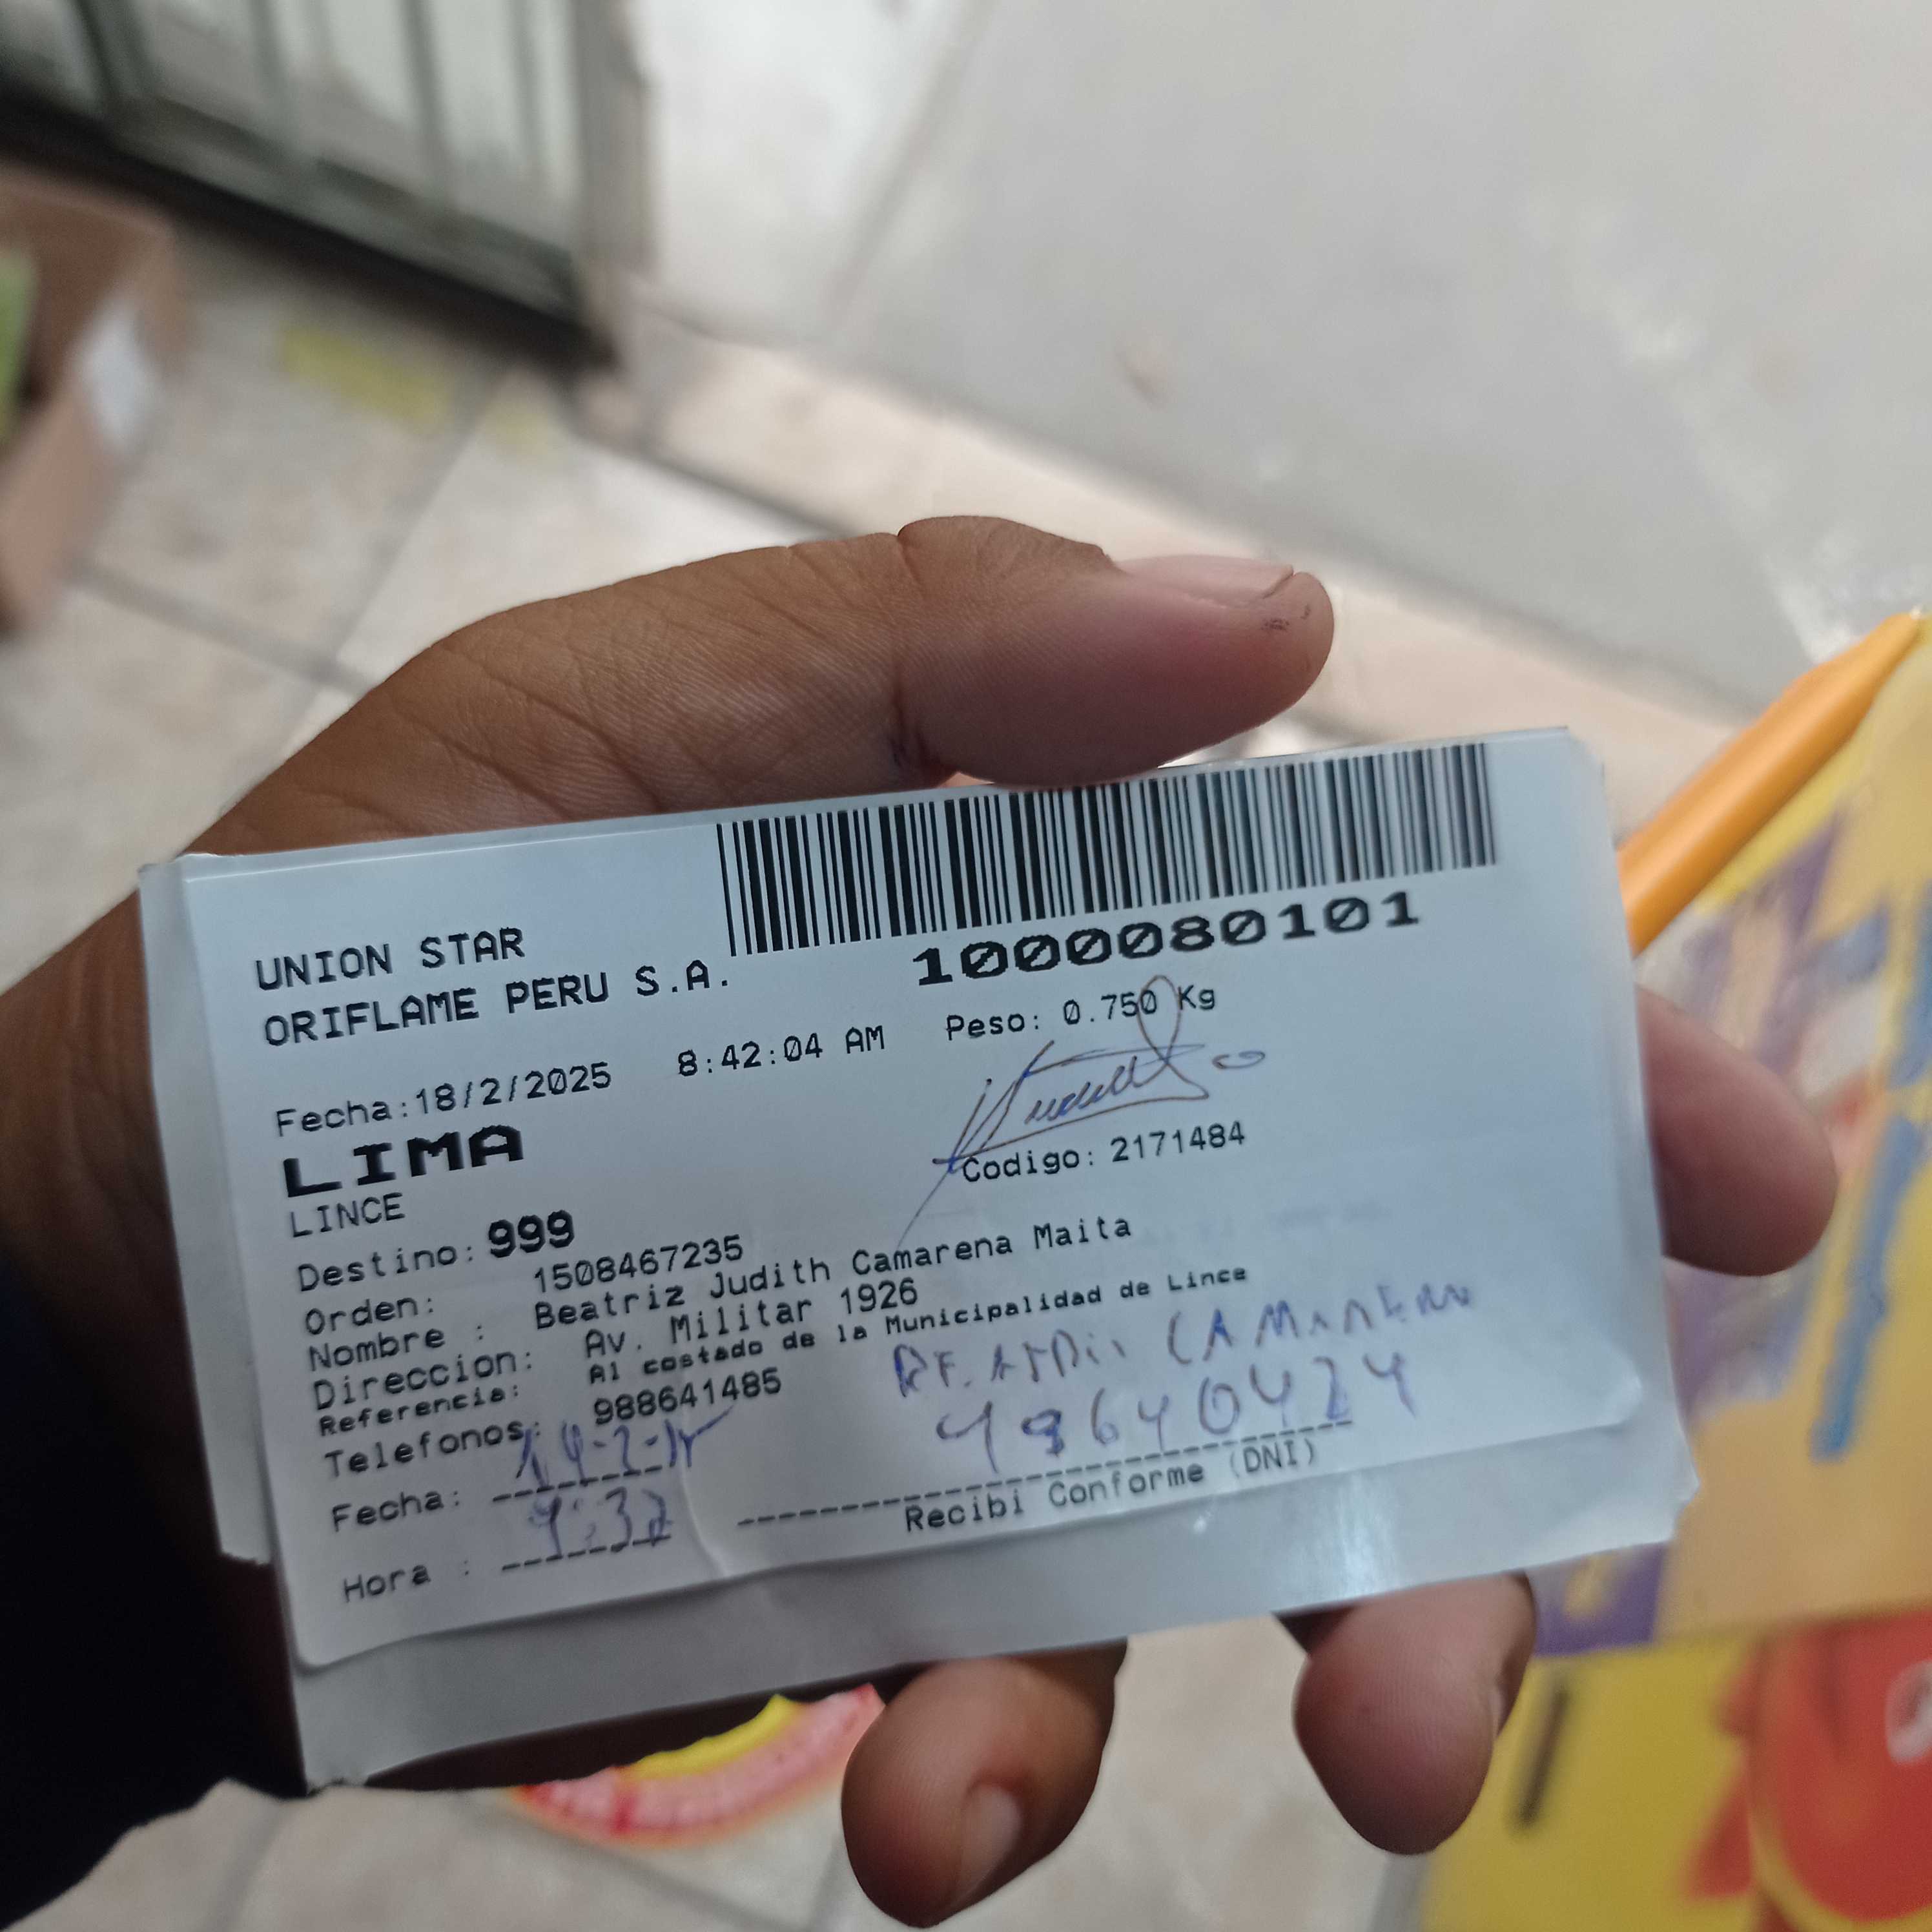 UNION STAR
ORIFLAME PERU S.A.
1000080101
Fecha:18/2/2025 8:42:04 AM Peso: 0.750 Kg
LIMA
LINCE
Codigo: 2171484
Destino: 999
Orden: 1508467235
Nombre : Beatriz Judith Camarena Maita
Direccion: Av. Militar 1926
Referencia: Al costado de la Municipalidad de Lince
Telefonos: 988641485
Fecha:
Hora : 9:32
Recibi Conforme (DNI)